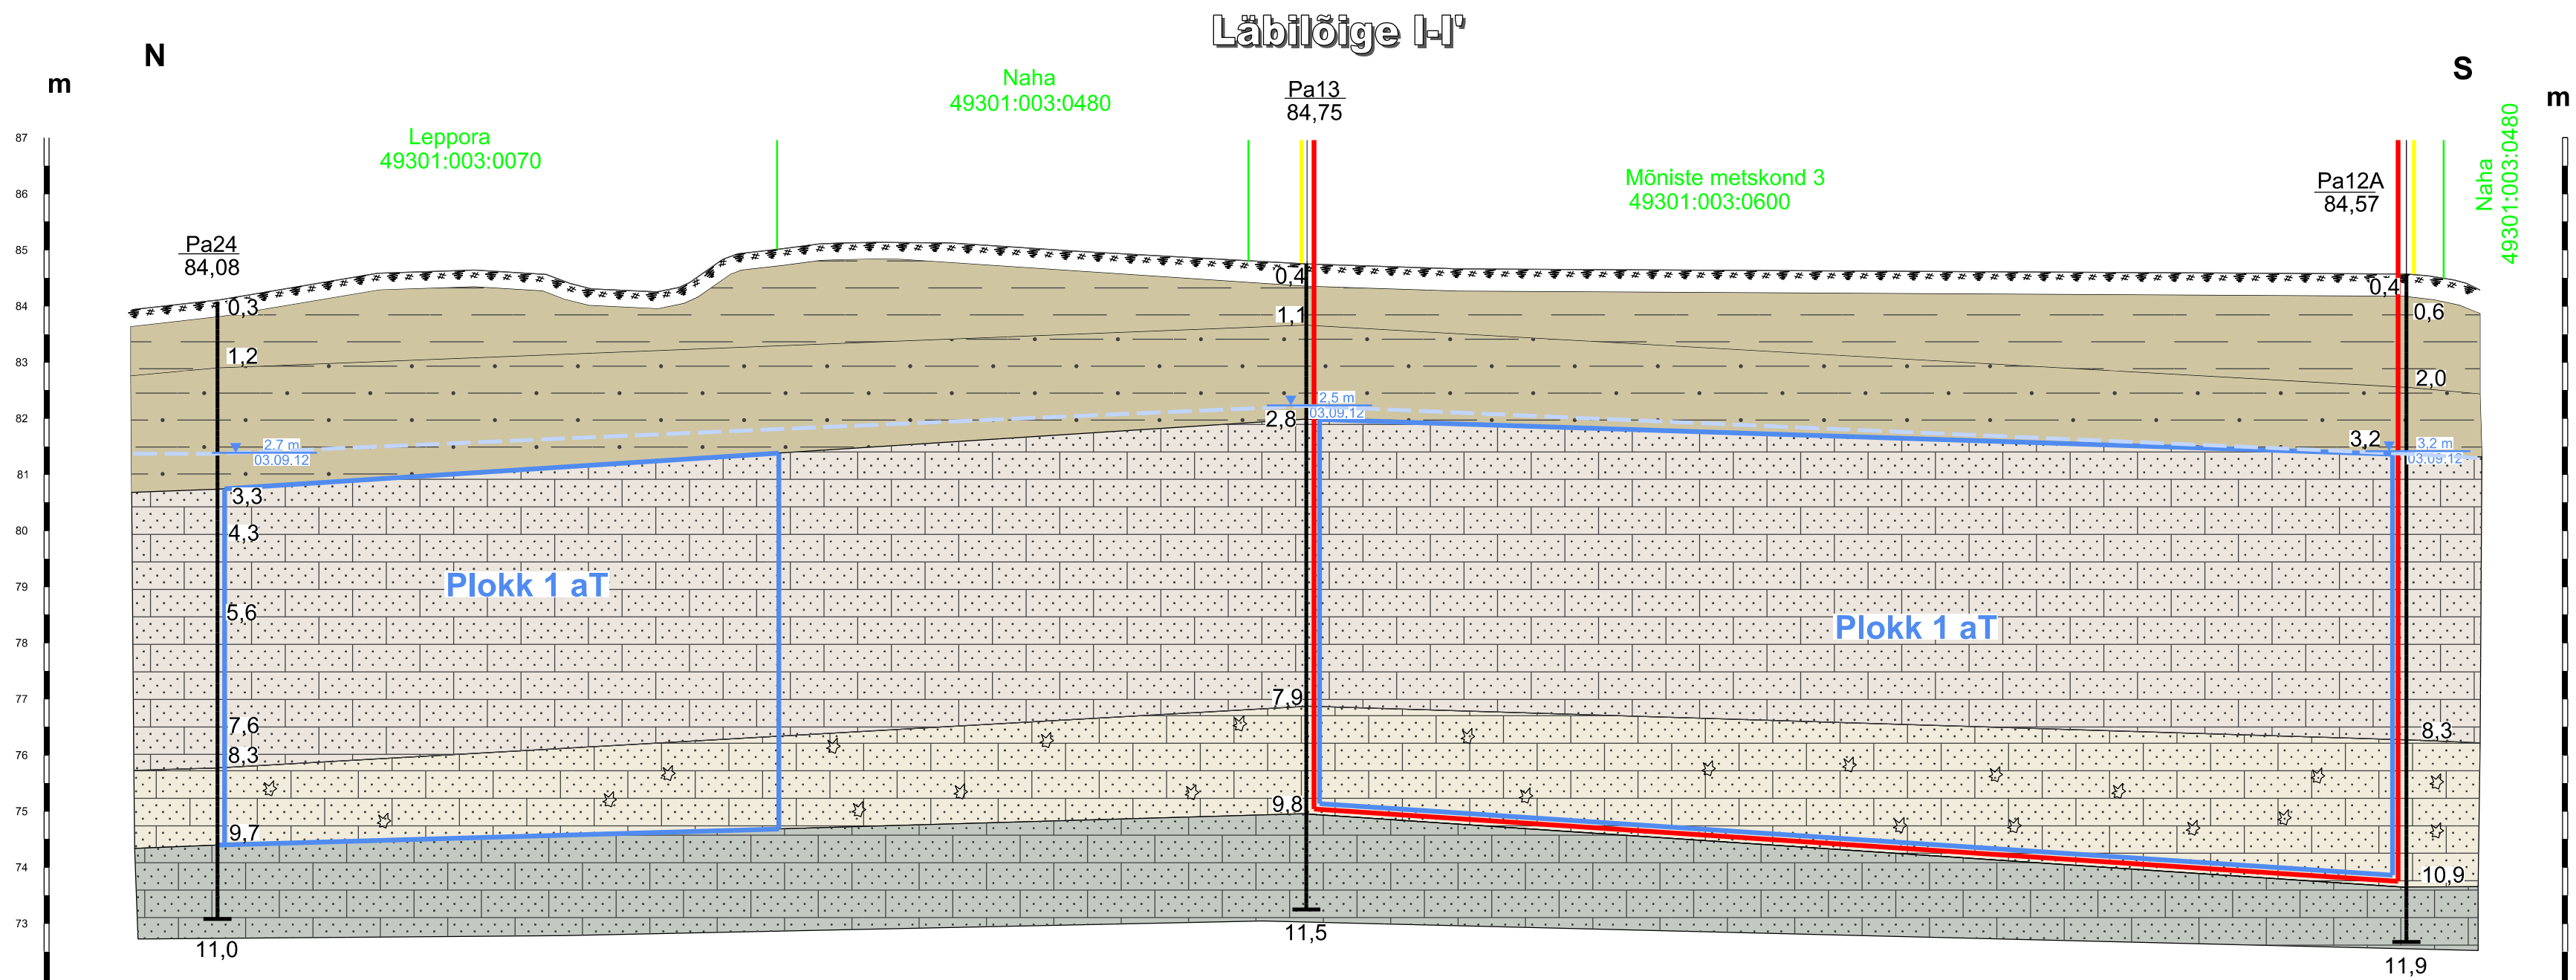 Läbilõige I-I'
N
S
m
m
Naha
49301:003:0480
Pa13
84,75
Leppora
49301:003:0070
Mõniste metskond 3
49301:003:0600
Pa12A
84,57
Naha
49301:003:0480
Pa24
84,08
87
86
85
84
83
82
81
80
79
78
77
76
75
74
73
0,3
1,2
2,7 m
03.09.12
3,3
4,3
5,6
7,6
8,3
9,7
11,0
Plokk 1 aT
0,4
1,1
2,5 m
03.09.12
2,8
7,9
9,8
11,5
Plokk 1 aT
0,4
0,6
2,0
3,2
3,2 m
03.09.12
8,3
10,9
11,9